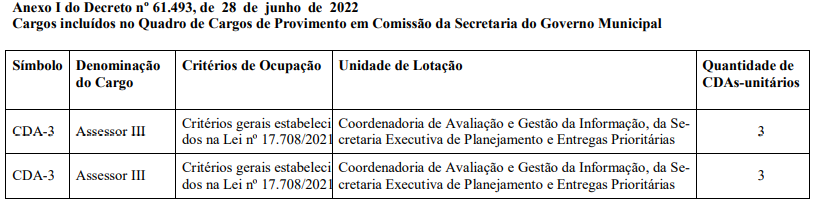 Anexo I do Decreto nº 61.493, de 28 de junho de 2022
Cargos incluídos no Quadro de Cargos de Provimento em Comissão da Secretaria do Governo Municipal
Símbolo Denominação do Cargo Critérios de Ocupação Unidade de Lotação Quantidade de CDAs-unitários
CDA-3 Assessor III Critérios gerais estabeleci dos na Lei nº 17.708/2021 Coordenadoria de Avaliação e Gestão da Informação, da Se- cretaria Executiva de Planejamento e Entregas Prioritárias 3
CDA-3 Assessor III Critérios gerais estabeleci dos na Lei nº 17.708/2021 Coordenadoria de Avaliação e Gestão da Informação, da Se- cretaria Executiva de Planejamento e Entregas Prioritárias 3